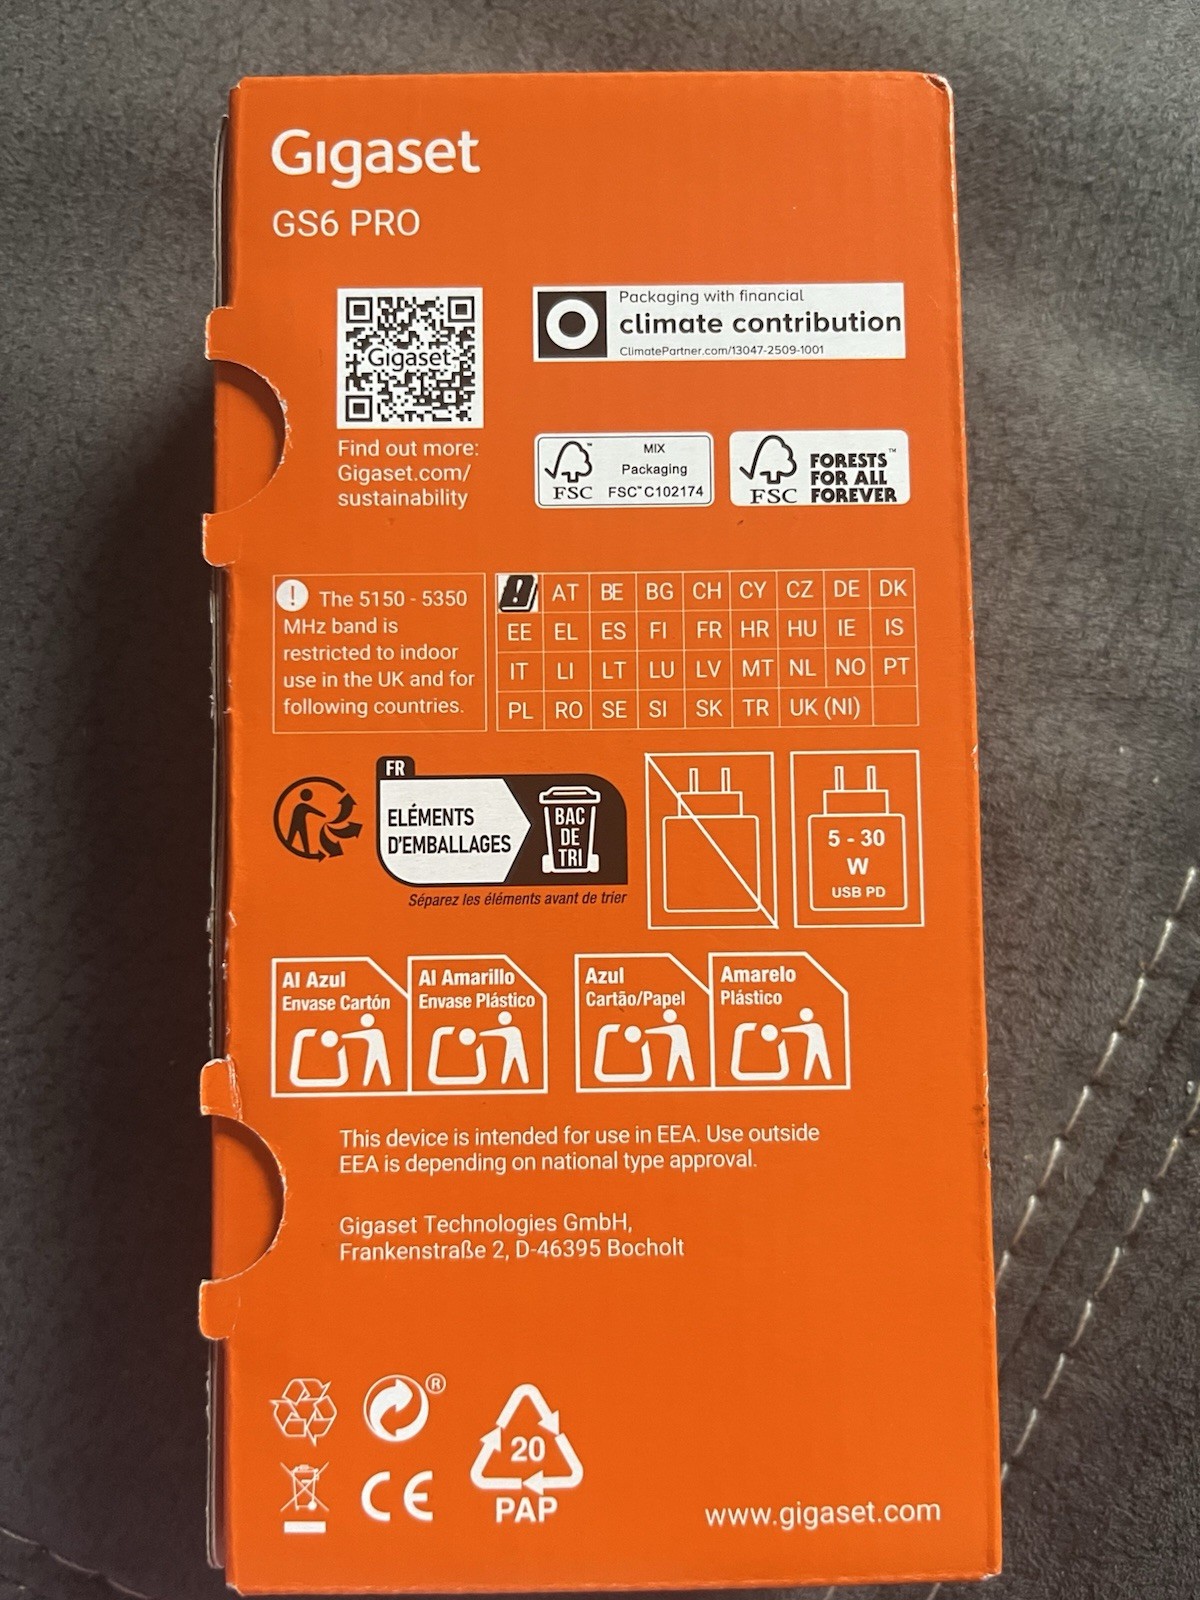 Gigaset
GS6 PRO
Gigaset
Find out more:
Gigaset.com/
sustainability
Packaging with financial
climate contribution
ClimatePartner.com/13047-2509-1001
FSC™
MIX
Packaging
FSC™ C102174
FSC
FORESTS™
FOR ALL
FOREVER
! The 5150 - 5350
MHz band is
restricted to indoor
use in the UK and for
following countries.
! AT BE BG CH CY CZ DE DK
EE EL ES FI FR HR HU IE IS
IT LI LT LU LV MT NL NO PT
PL RO SE SI SK TR UK (NI)
FR
ELÉMENTS
D'EMBALLAGES
BAC
DE
TRI
Séparez les éléments avant de trier
5 - 30
W
USB PD
Al Azul
Envase Cartón
Al Amarillo
Envase Plástico
Azul
Cartão/Papel
Amarelo
Plástico
This device is intended for use in EEA. Use outside
EEA is depending on national type approval.
Gigaset Technologies GmbH,
Frankenstraße 2, D-46395 Bocholt
®
CE
20
PAP
www.gigaset.com